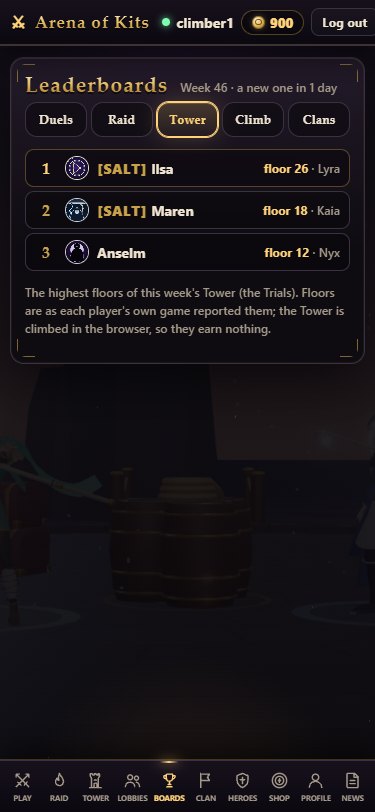 Arena of Kits climber1 900 Log out
Leaderboards Week 46 · a new one in 1 day
Duels Raid Tower Climb Clans
1 [SALT] Ilsa floor 26 · Lyra
2 [SALT] Maren floor 18 · Kaia
3 Anselm floor 12 · Nyx
The highest floors of this week's Tower (the Trials). Floors
are as each player's own game reported them; the Tower is
climbed in the browser, so they earn nothing.
PLAY RAID TOWER LOBBIES BOARDS CLAN HEROES SHOP PROFILE NEWS